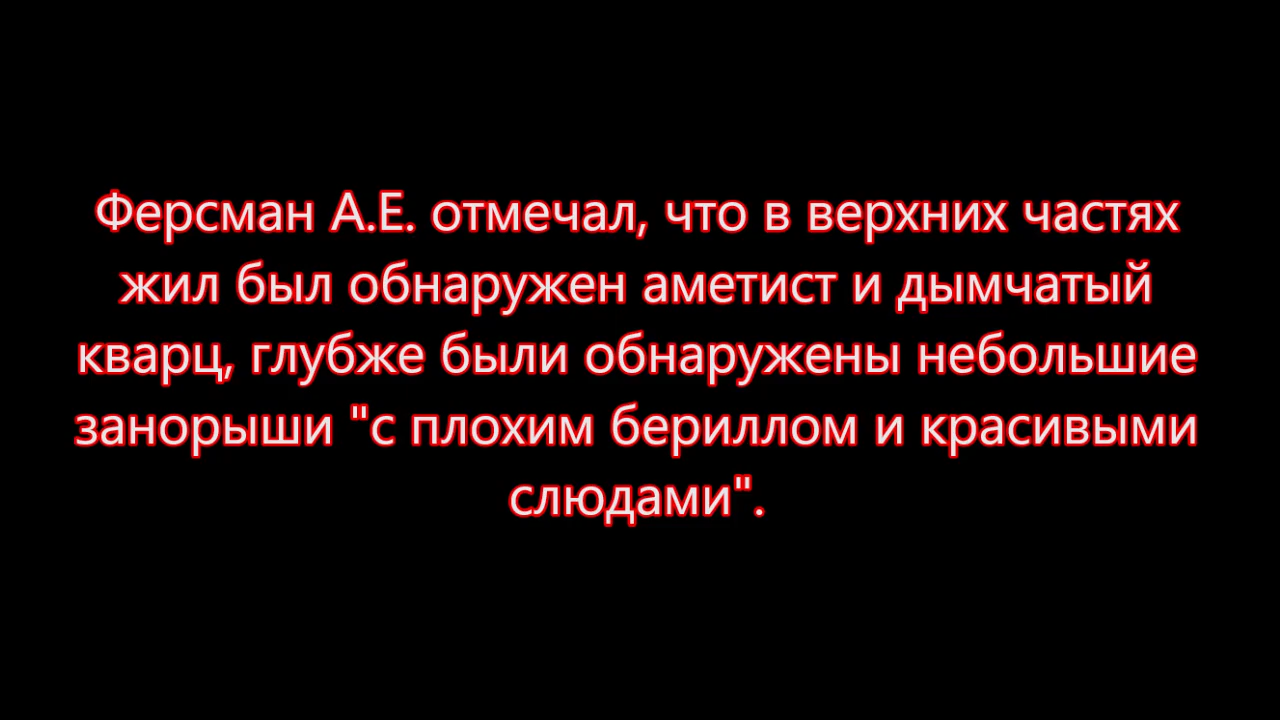 Ферсман А.Е. отмечал, что в верхних частях
жил был обнаружен аметист и дымчатый
кварц, глубже были обнаружены небольшие
занорыши "с плохим бериллом и красивыми
слюдами".